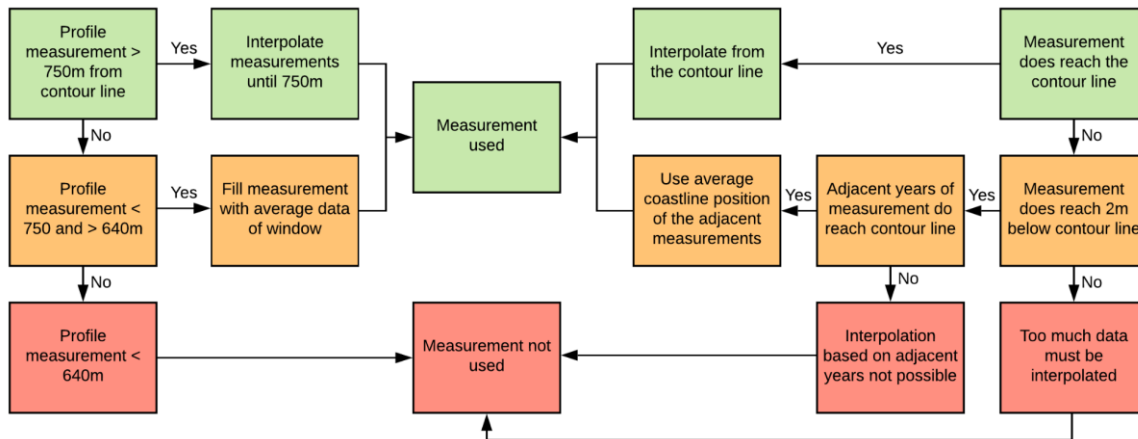 Profile
measurement >
750m from
contour line
Yes
Interpolate
measurements
until 750m
Measurement
used
Interpolate from
the contour line
Yes
Measurement
does reach the
contour line
No
No
Profile
measurement <
750 and > 640m
Yes
Fill measurement
with average data
of window
Use average
coastline position
of the adjacent
measurements
Yes
Adjacent years of
measurement do
reach contour line
Yes
Measurement
does reach 2m
below contour line
No
No
No
Profile
measurement <
640m
Measurement not
used
Interpolation
based on adjacent
years not possible
Too much data
must be
interpolated